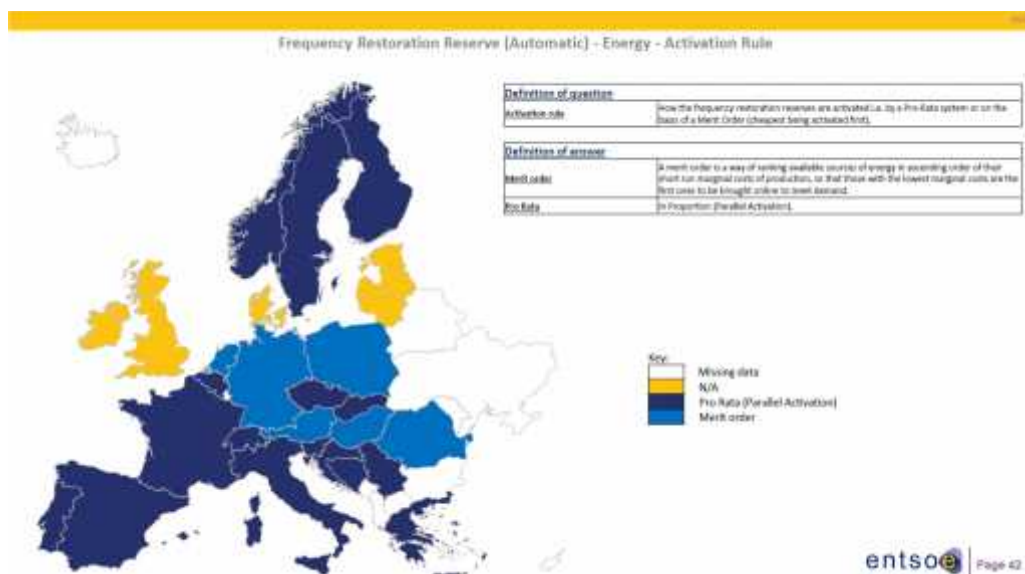 Frequency Restoration Reserve (Automatic) - Energy - Activation Rule
Definition of question
Activation rule
How the frequency restoration reserves are activated i.e. by a Pro-Rata system or on the
basis of a Merit Order (cheapest being activated first).
Definition of answer
Merit order
A merit order is a way of ranking available sources of energy in ascending order of their
short run marginal costs of production, so that those with the lowest marginal costs are the
first ones to be brought online to meet demand.
Pro Rata
In Proportion (Parallel Activation).
Key:
Missing data
N/A
Pro Rata (Parallel Activation)
Merit order
entsoe
Page 42